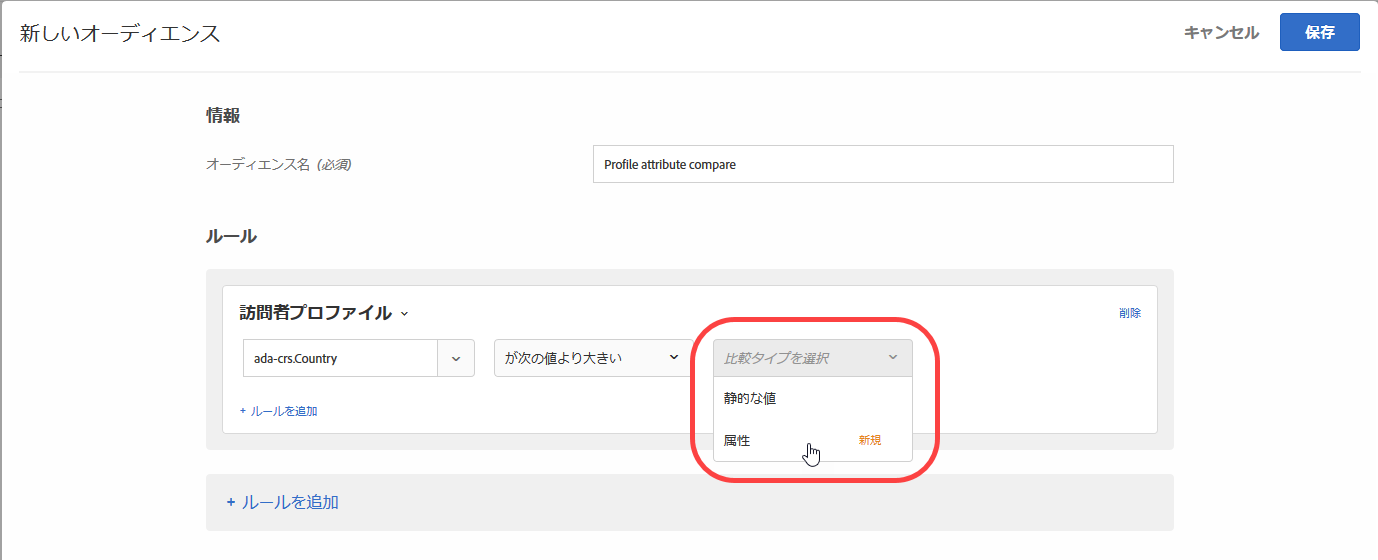 新しいオーディエンス
キャンセル
保存
情報
オーディエンス名 (必須)
Profile attribute compare
ルール
訪問者プロファイル
削除
ada-crs.Country
が次の値より大きい
比較タイプを選択
静的な値
属性 新規
+ ルールを追加
+ ルールを追加